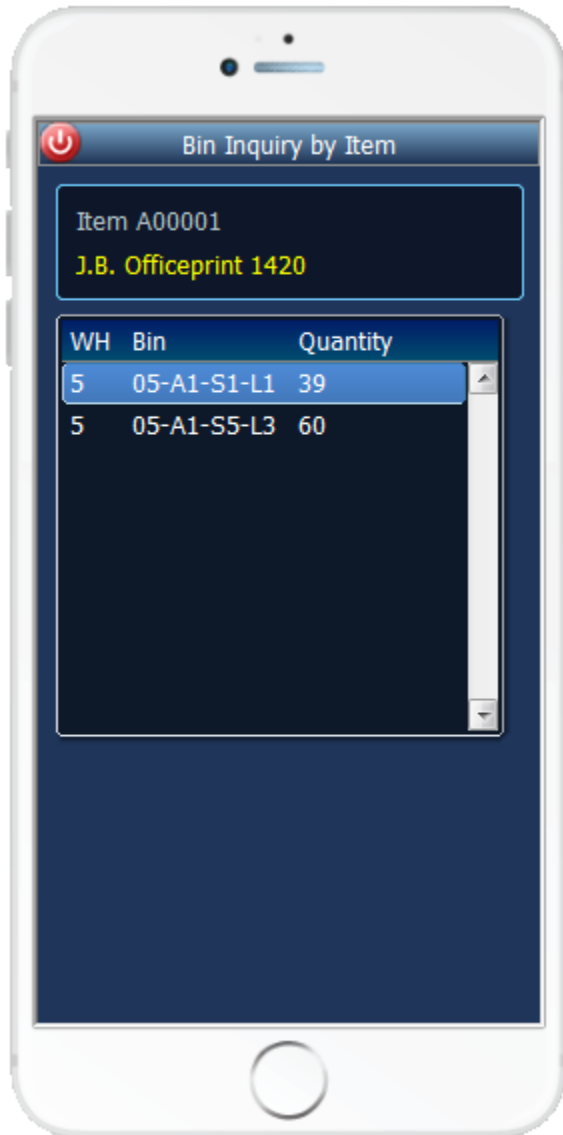 Bin Inquiry by Item
Item A00001
J.B. Officeprint 1420
WH Bin Quantity
5 05-A1-S1-L1 39
5 05-A1-S5-L3 60